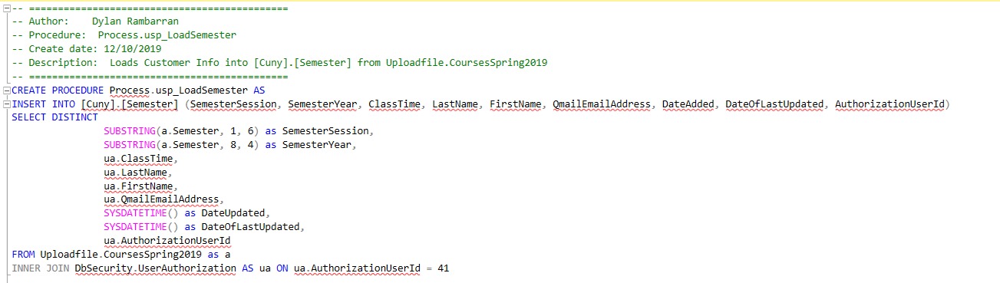 -- =============================================
-- Author:    Dylan Rambarran
-- Procedure:  Process.usp_LoadSemester
-- Create date: 12/10/2019
-- Description:  Loads Customer Info into [Cuny].[Semester] from Uploadfile.CoursesSpring2019
-- =============================================
CREATE PROCEDURE Process.usp_LoadSemester AS
INSERT INTO [Cuny].[Semester] (SemesterSession, SemesterYear, ClassTime, LastName, FirstName, QmailEmailAddress, DateAdded, DateOfLastUpdated, AuthorizationUserId)
SELECT DISTINCT
SUBSTRING(a.Semester, 1, 6) as SemesterSession,
SUBSTRING(a.Semester, 8, 4) as SemesterYear,
ua.ClassTime,
ua.LastName,
ua.FirstName,
ua.QmailEmailAddress,
SYSDATETIME() as DateUpdated,
SYSDATETIME() as DateOfLastUpdated,
ua.AuthorizationUserId
FROM Uploadfile.CoursesSpring2019 as a
INNER JOIN DbSecurity.UserAuthorization AS ua ON ua.AuthorizationUserId = 41